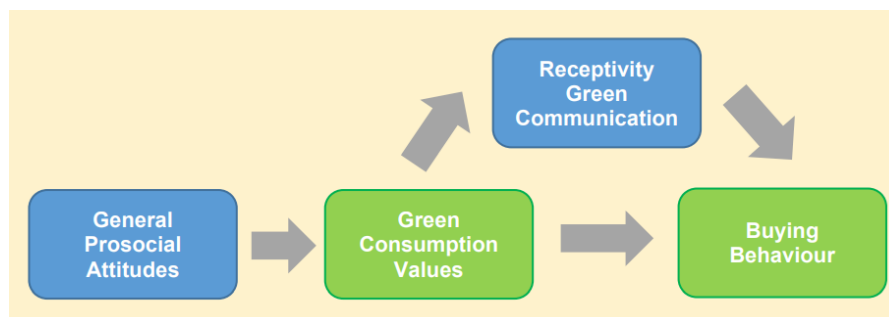 Receptivity
Green
Communication
General
Prosocial
Attitudes
Green
Consumption
Values
Buying
Behaviour